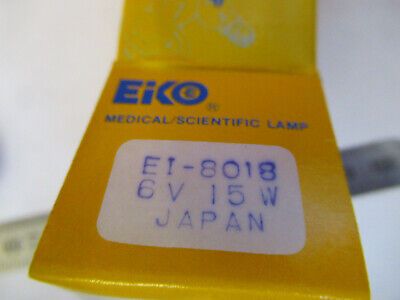 EiKO ®
MEDICAL/SCIENTIFIC LAMP
EI-8018
6V 15W
JAPAN